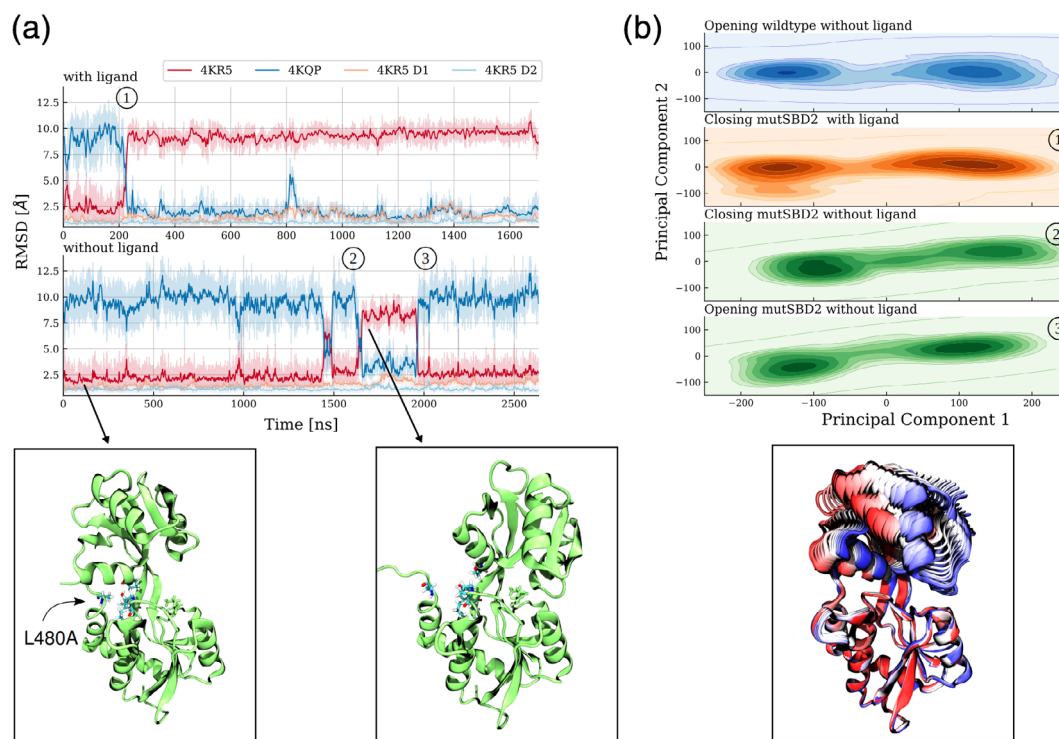 (a)
with ligand
4KR5 4KQP 4KR5 D1 4KR5 D2
1
12.5
10.0
7.5
5.0
2.5
0 200 400 600 800 1000 1200 1400 1600
RMSD [Å]
without ligand
2 3
12.5
10.0
7.5
5.0
2.5
0 500 1000 1500 2000 2500
Time [ns]
L480A
(b)
Opening wildtype without ligand
100
0
−100
Closing mutSBD2 with ligand
1
100
0
−100
Principal Component 2
Closing mutSBD2 without ligand
2
100
0
−100
Opening mutSBD2 without ligand
3
100
0
−100
−200 −100 0 100 200
Principal Component 1